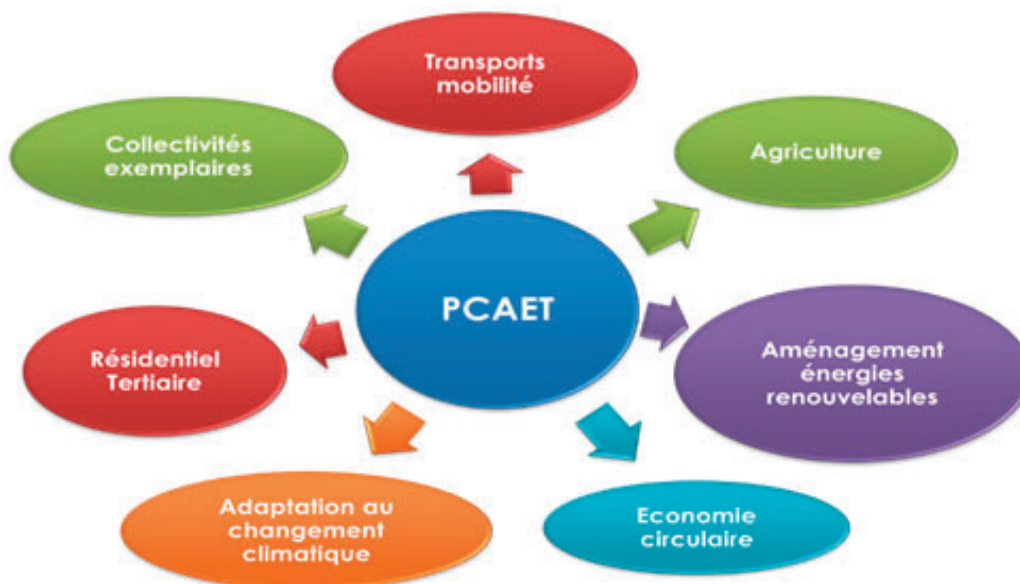 Transports
mobilité
Collectivités
exemplaires
Agriculture
PCAET
Résidentiel
Tertiaire
Aménagement
énergies
renouvelables
Adaptation au
changement
climatique
Economie
circulaire